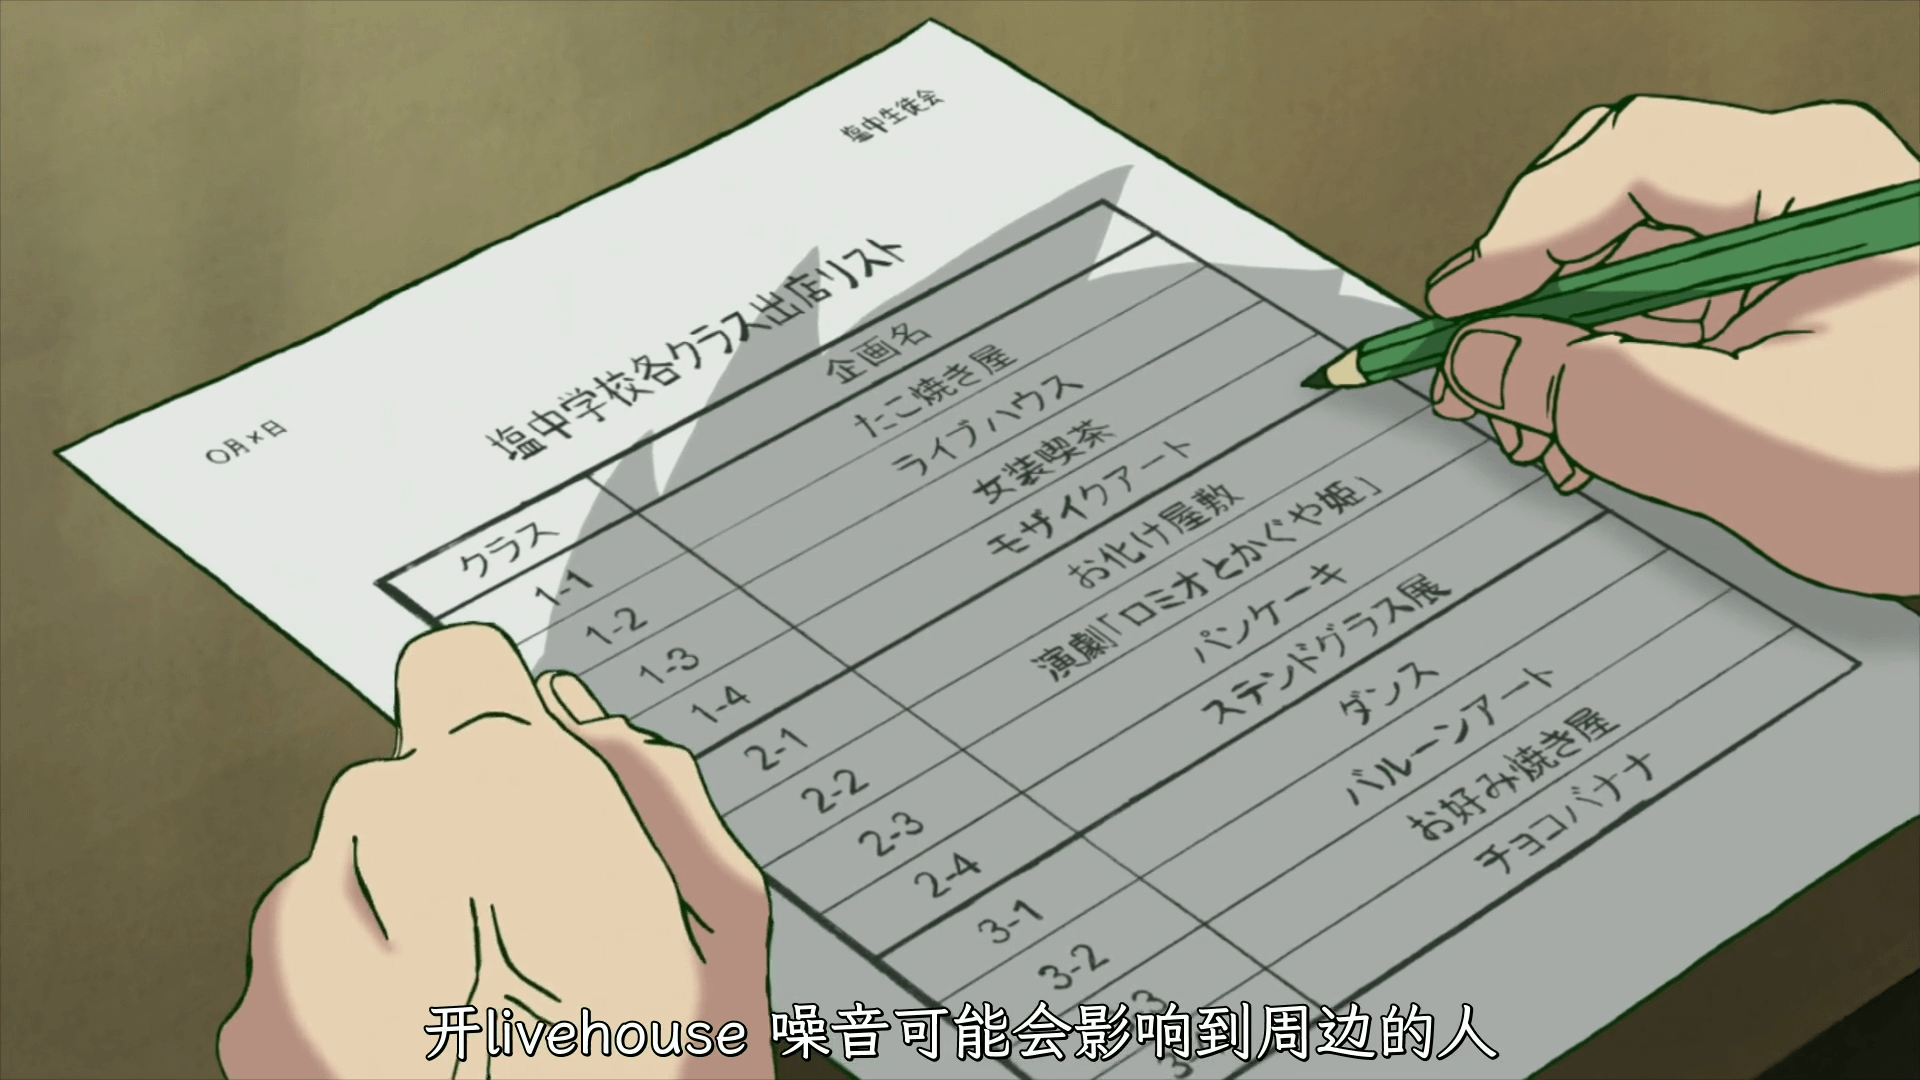 塩中生徒会
〇月×日
塩中学校各クラス出店リスト
クラス 企画名
1-1 たこ焼き屋
1-2 ライブハウス
1-3 女装喫茶
1-4 モザイクアート
2-1 お化け屋敷
2-2 演劇「ロミオとかぐや姫」
2-3 パンケーキ
2-4 ステンドグラス展
3-1 ダンス
3-2 バルーンアート
3 お好み焼き屋
3- チョコバナナ
开livehouse 噪音可能会影响到周边的人